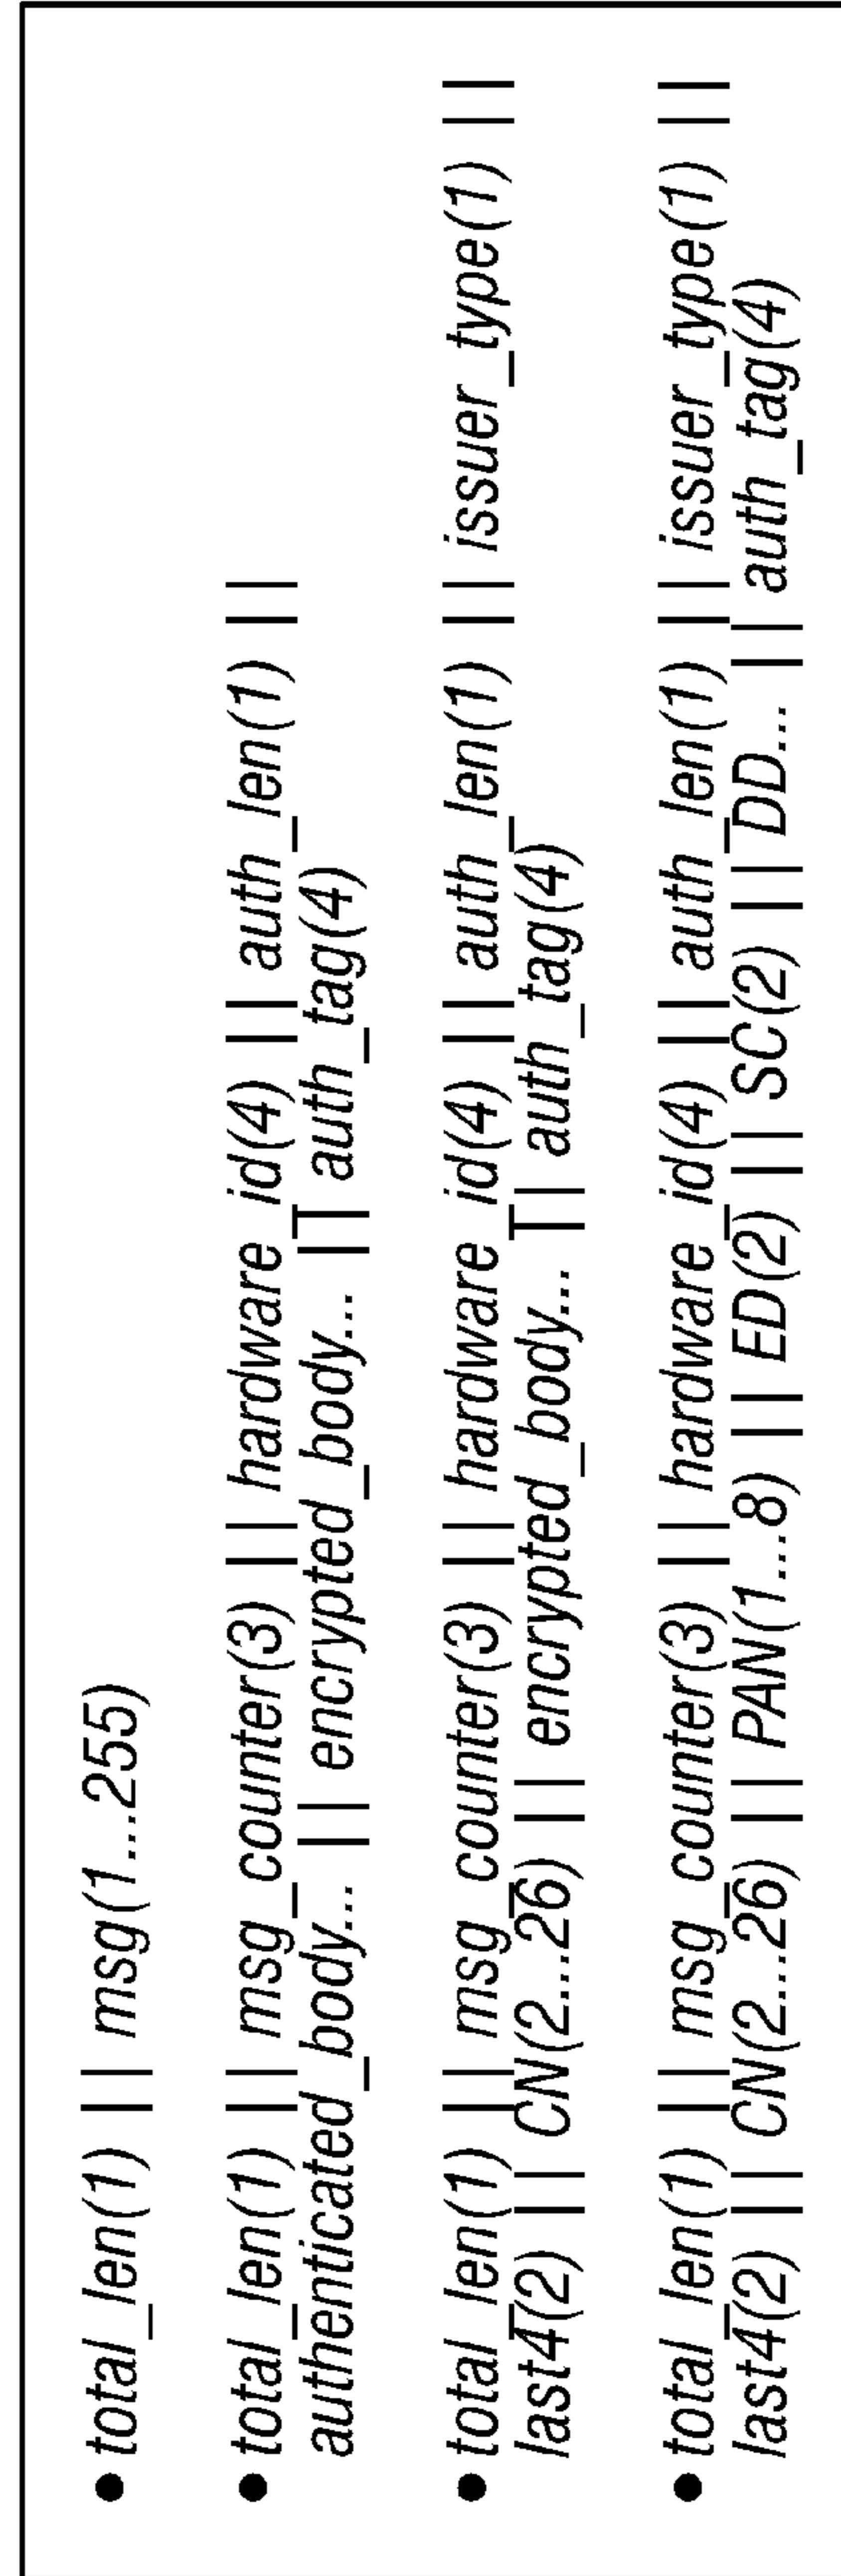 • total_len(1) || msg(1...255)
• total_len(1) || msg_counter(3) || hardware_id(4) || auth_len(1) ||
authenticated_body... || encrypted_body... || auth_tag(4)
• total_len(1) || msg_counter(3) || hardware_id(4) || auth_len(1) || issuer_type(1) ||
last4(2) || CN(2...26) || encrypted_body... || auth_tag(4)
• total_len(1) || msg_counter(3) || hardware_id(4) || auth_len(1) || issuer_type(1) ||
last4(2) || CN(2...26) || PAN(1...8) || ED(2) || SC(2) || DD... || auth_tag(4)